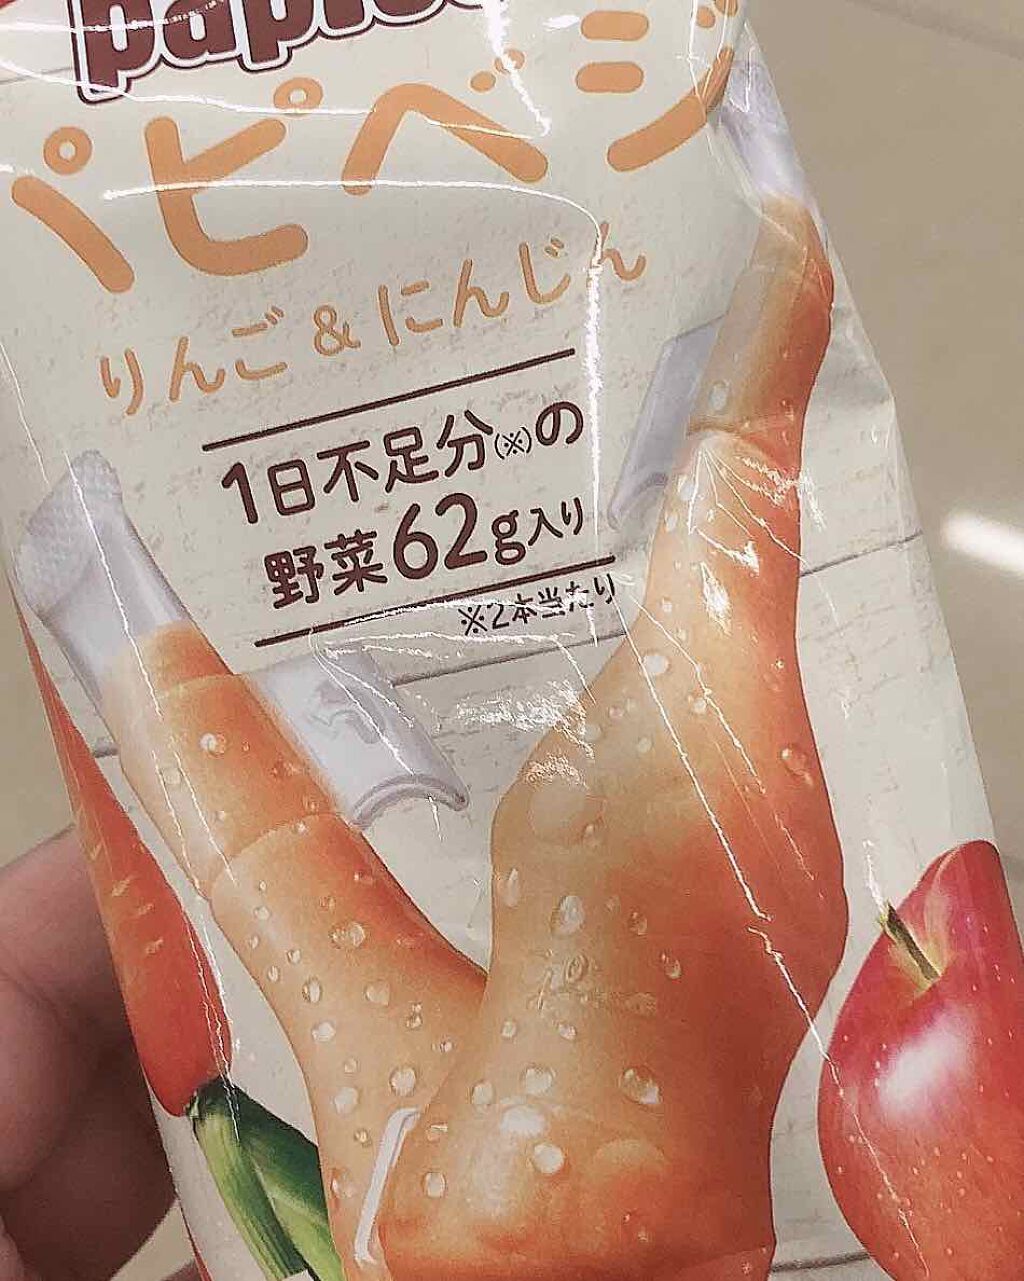 パピベジ
りんご&にんじん
1日不足分(※)の
野菜62g入り
※2本当たり